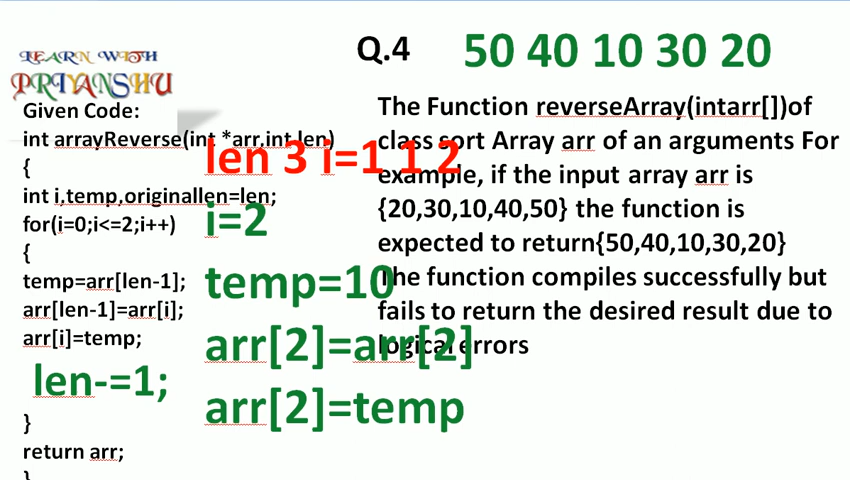 LEARN WITH
PRIYANSHU
Q.4
50 40 10 30 20
Given Code:
int arrayReverse(int *arr,int len)
{
int i,temp,originallen=len;
for(i=0;i<=2;i++)
{
temp=arr[len-1];
arr[len-1]=arr[i];
arr[i]=temp;
len-=1;
}
return arr;
}
len 3 i=1 1 2
i=2
temp=10
arr[2]=arr[2]
arr[2]=temp
The Function reverseArray(intarr[])of
class sort Array arr of an arguments For
example, if the input array arr is
{20,30,10,40,50} the function is
expected to return{50,40,10,30,20}
The function compiles successfully but
fails to return the desired result due to
logical errors